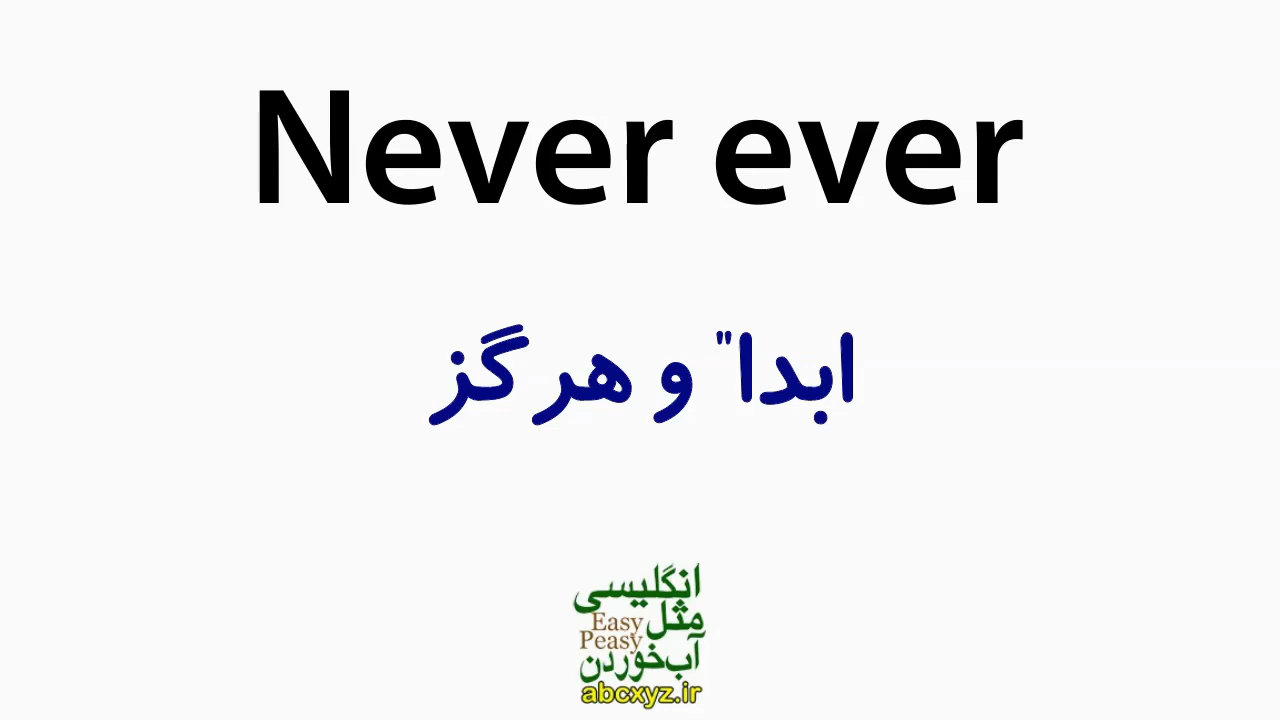 Never ever
ابدا" و هرگز
انگلیسی
مثل
Easy
Peasy
آب‌خوردن
abcxyz.ir